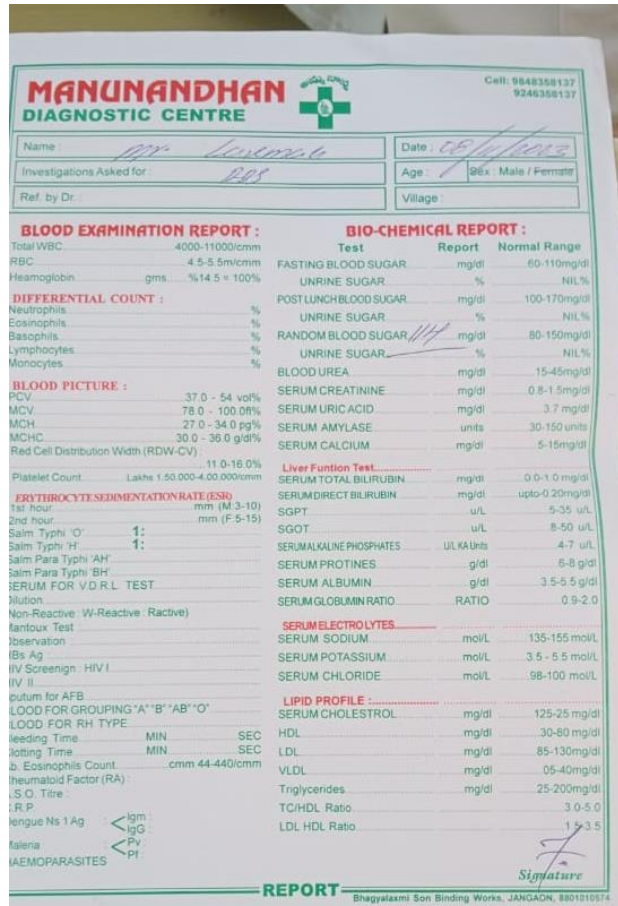 MANUNANDHAN
DIAGNOSTIC CENTRE
Cell: 9848358137
9246358137
Name : Mr.
Date : 08/11/2023
Investigations Asked for : RBS
Age : Sex : Male / Female
Ref. by Dr. :
Village :
BLOOD EXAMINATION REPORT :
Total WBC 4000-11000/cmm
RBC 4.5-5.5m/cmm
Heamoglobin gms %14.5 = 100%
DIFFERENTIAL COUNT :
Neutrophils %
Eosinophils %
Basophils %
Lymphocytes %
Monocytes %
BLOOD PICTURE :
PCV 37.0 - 54 vol%
MCV 78.0 - 100.0fl%
MCH 27.0 - 34.0 pg%
MCHC 30.0 - 36.0 g/dl%
Red Cell Distribution Width (RDW-CV)
11.0-16.0%
Platelet Count Lakhs 1.50.000-4.00.000/cmm
ERYTHROCYTE SEDIMENTATION RATE (ESR)
1st hour mm (M:3-10)
2nd hour mm (F:5-15)
Salm Typhi 'O' 1:
Salm Typhi 'H' 1:
Salm Para Typhi 'AH'
Salm Para Typhi 'BH'
SERUM FOR V.D.R.L TEST
Dilution
Non-Reactive : W-Reactive : Ractive)
Mantoux Test :
Observation :
HBs Ag :
HIV Screenign : HIV I
HIV II
Sputum for AFB
BLOOD FOR GROUPING "A" "B" "AB" "O"
BLOOD FOR RH TYPE
Bleeding Time MIN SEC
Clotting Time MIN SEC
Ab. Eosinophils Count cmm 44-440/cmm
Rheumatoid Factor (RA) :
A.S.O. Titre :
C.R.P.
Dengue Ns 1 Ag : Igm :
IgG :
Maleria : Pv :
Pf :
HAEMOPARASITES
BIO-CHEMICAL REPORT :
Test Report Normal Range
FASTING BLOOD SUGAR mg/dl 60-110mg/dl
UNRINE SUGAR % NIL%
POST LUNCH BLOOD SUGAR mg/dl 100-170mg/dl
UNRINE SUGAR % NIL%
RANDOM BLOOD SUGAR 114 mg/dl 80-150mg/dl
UNRINE SUGAR % NIL%
BLOOD UREA mg/dl 15-45mg/dl
SERUM CREATININE mg/dl 0.8-1.5mg/dl
SERUM URIC ACID mg/dl 3.7 mg/dl
SERUM AMYLASE units 30-150 units
SERUM CALCIUM mg/dl 5-15mg/dl
Liver Funtion Test
SERUM TOTAL BILIRUBIN mg/dl 0.0-1.0 mg/dl
SERUM DIRECT BILIRUBIN mg/dl upto-0.20mg/dl
SGPT u/L 5-35 u/L
SGOT u/L 8-50 u/L
SERUM ALKALINE PHOSPHATES U/L KA Units 4-7 u/L
SERUM PROTINES g/dl 6-8 g/dl
SERUM ALBUMIN g/dl 3.5-5.5 g/dl
SERUM GLOBUMIN RATIO RATIO 0.9-2.0
SERUM ELECTROLYTES
SERUM SODIUM mol/L 135-155 mol/L
SERUM POTASSIUM mol/L 3.5 - 5.5 mol/L
SERUM CHLORIDE mol/L 98-100 mol/L
LIPID PROFILE :
SERUM CHOLESTROL mg/dl 125-25 mg/dl
HDL mg/dl 30-80 mg/dl
LDL mg/dl 85-130mg/dl
VLDL mg/dl 05-40mg/dl
Triglycerides mg/dl 25-200mg/dl
TC/HDL Ratio 3.0-5.0
LDL HDL Ratio 1.5-3.5
Signature
REPORT
Bhagyalaxmi Son Binding Works, JANGAON, 8801010574